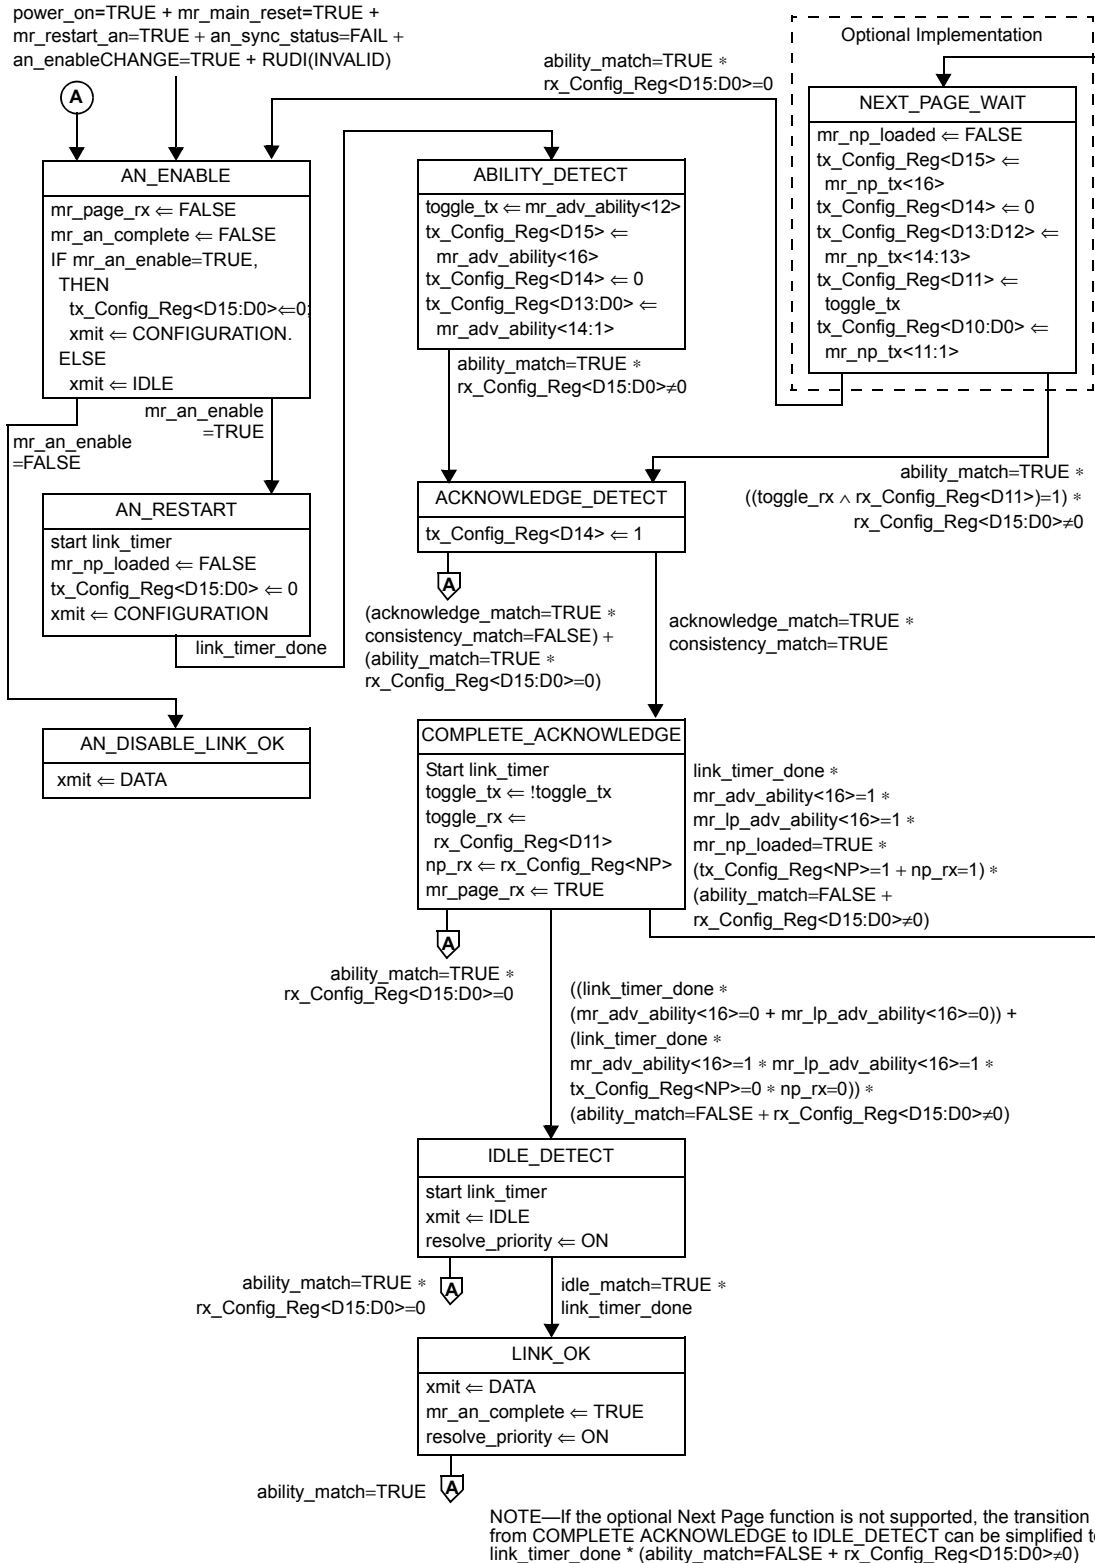 power_on=TRUE + mr_main_reset=TRUE +
mr_restart_an=TRUE + an_sync_status=FAIL +
an_enableCHANGE=TRUE + RUDI(INVALID)
A
ability_match=TRUE ∗
rx_Config_Reg<D15:D0>=0
Optional Implementation
NEXT_PAGE_WAIT
mr_np_loaded ⇐ FALSE
tx_Config_Reg<D15> ⇐
mr_np_tx<16>
tx_Config_Reg<D14> ⇐ 0
tx_Config_Reg<D13:D12> ⇐
mr_np_tx<14:13>
tx_Config_Reg<D11> ⇐
toggle_tx
tx_Config_Reg<D10:D0> ⇐
mr_np_tx<11:1>
AN_ENABLE
mr_page_rx ⇐ FALSE
mr_an_complete ⇐ FALSE
IF mr_an_enable=TRUE,
THEN
tx_Config_Reg<D15:D0>⇐0;
xmit ⇐ CONFIGURATION.
ELSE
xmit ⇐ IDLE
ABILITY_DETECT
toggle_tx ⇐ mr_adv_ability<12>
tx_Config_Reg<D15> ⇐
mr_adv_ability<16>
tx_Config_Reg<D14> ⇐ 0
tx_Config_Reg<D13:D0> ⇐
mr_adv_ability<14:1>
ability_match=TRUE ∗
rx_Config_Reg<D15:D0>≠0
mr_an_enable
=TRUE
mr_an_enable
=FALSE
ability_match=TRUE ∗
((toggle_rx ∧ rx_Config_Reg<D11>)=1) ∗
rx_Config_Reg<D15:D0>≠0
AN_RESTART
start link_timer
mr_np_loaded ⇐ FALSE
tx_Config_Reg<D15:D0> ⇐ 0
xmit ⇐ CONFIGURATION
link_timer_done
ACKNOWLEDGE_DETECT
tx_Config_Reg<D14> ⇐ 1
A
(acknowledge_match=TRUE ∗
consistency_match=FALSE) +
(ability_match=TRUE ∗
rx_Config_Reg<D15:D0>=0)
acknowledge_match=TRUE ∗
consistency_match=TRUE
AN_DISABLE_LINK_OK
xmit ⇐ DATA
COMPLETE_ACKNOWLEDGE
Start link_timer
toggle_tx ⇐ !toggle_tx
toggle_rx ⇐
rx_Config_Reg<D11>
np_rx ⇐ rx_Config_Reg<NP>
mr_page_rx ⇐ TRUE
link_timer_done ∗
mr_adv_ability<16>=1 ∗
mr_lp_adv_ability<16>=1 ∗
mr_np_loaded=TRUE ∗
(tx_Config_Reg<NP>=1 + np_rx=1) ∗
(ability_match=FALSE +
rx_Config_Reg<D15:D0>≠0)
A
ability_match=TRUE ∗
rx_Config_Reg<D15:D0>=0
((link_timer_done ∗
(mr_adv_ability<16>=0 + mr_lp_adv_ability<16>=0)) +
(link_timer_done ∗
mr_adv_ability<16>=1 ∗ mr_lp_adv_ability<16>=1 ∗
tx_Config_Reg<NP>=0 ∗ np_rx=0)) ∗
(ability_match=FALSE + rx_Config_Reg<D15:D0>≠0)
IDLE_DETECT
start link_timer
xmit ⇐ IDLE
resolve_priority ⇐ ON
ability_match=TRUE ∗
rx_Config_Reg<D15:D0>=0
A
idle_match=TRUE ∗
link_timer_done
LINK_OK
xmit ⇐ DATA
mr_an_complete ⇐ TRUE
resolve_priority ⇐ ON
ability_match=TRUE
A
NOTE—If the optional Next Page function is not supported, the transition
from COMPLETE ACKNOWLEDGE to IDLE_DETECT can be simplified to
link_timer_done * (ability_match=FALSE + rx_Config_Reg<D15:D0>≠0)